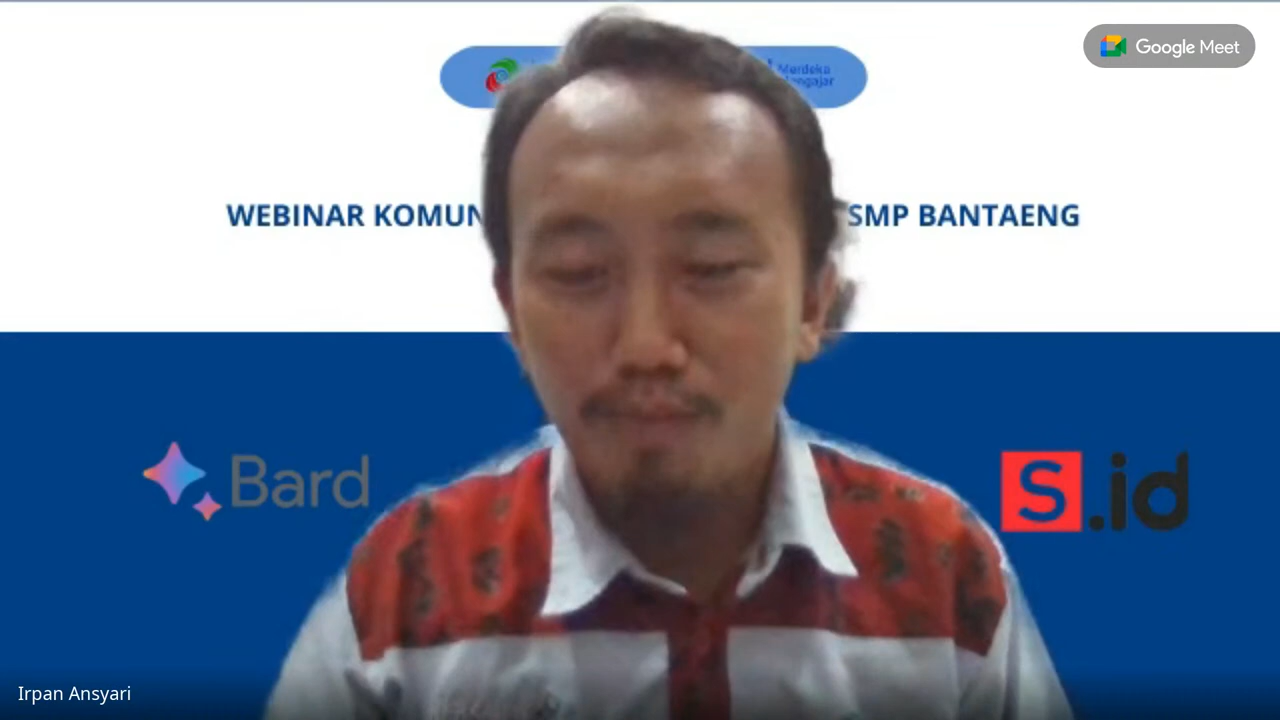 Google Meet
Merdeka
WEBINAR KOMUN SMP BANTAENG
Bard
S.id
Irpan Ansyari